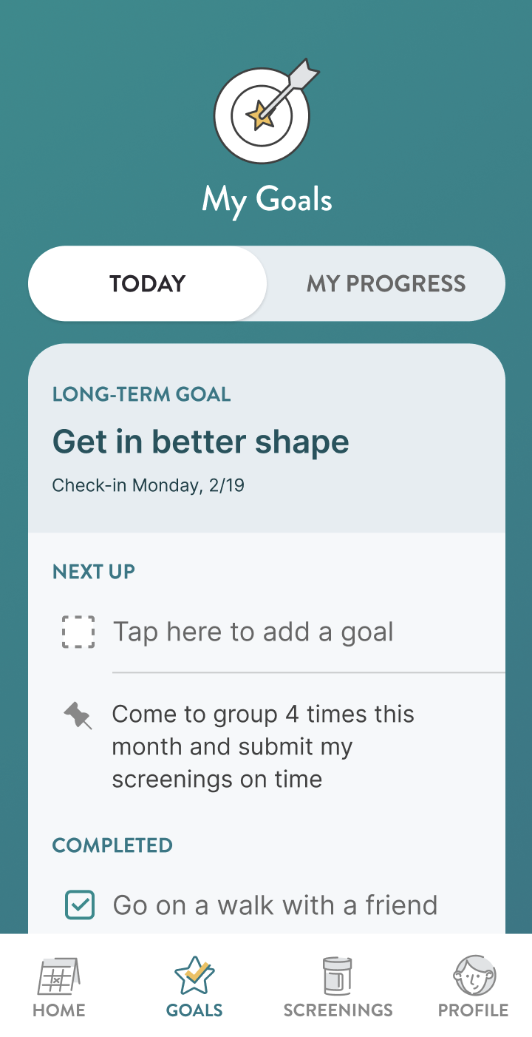 My Goals
TODAY
MY PROGRESS
LONG-TERM GOAL
Get in better shape
Check-in Monday, 2/19
NEXT UP
Tap here to add a goal
Come to group 4 times this
month and submit my
screenings on time
COMPLETED
Go on a walk with a friend
HOME
GOALS
SCREENINGS
PROFILE